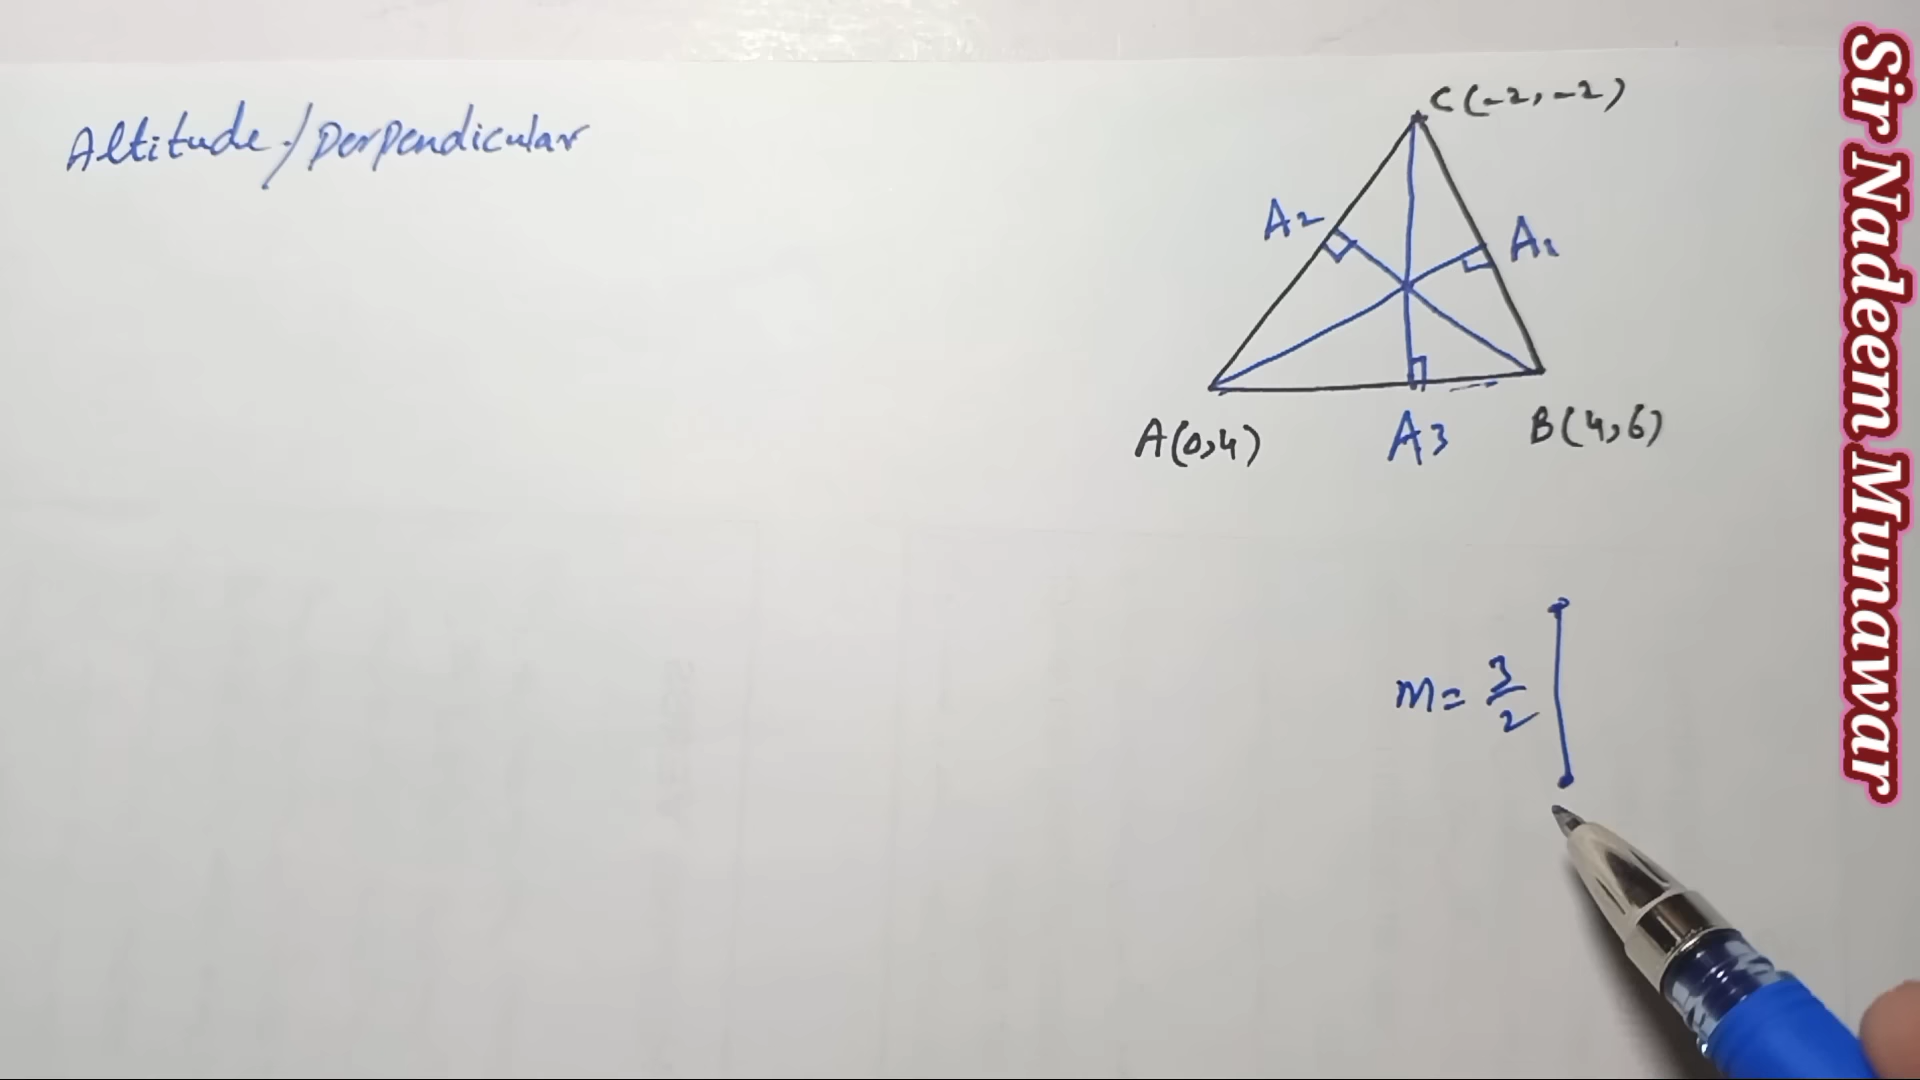 Altitude./perpendicular
C(-2,-2)
A2
A1
A(0,4)
A3
B(4,6)
m = 3/2
Sir Nadeem Munawar